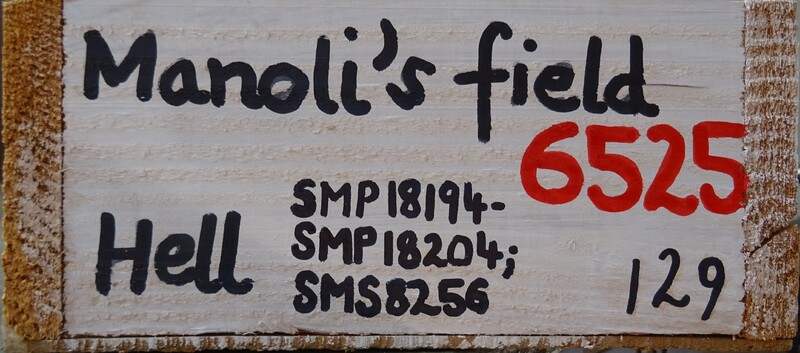 Manoli's field
6525
SMP18194-
Hell SMP18204;
SMS8256
129